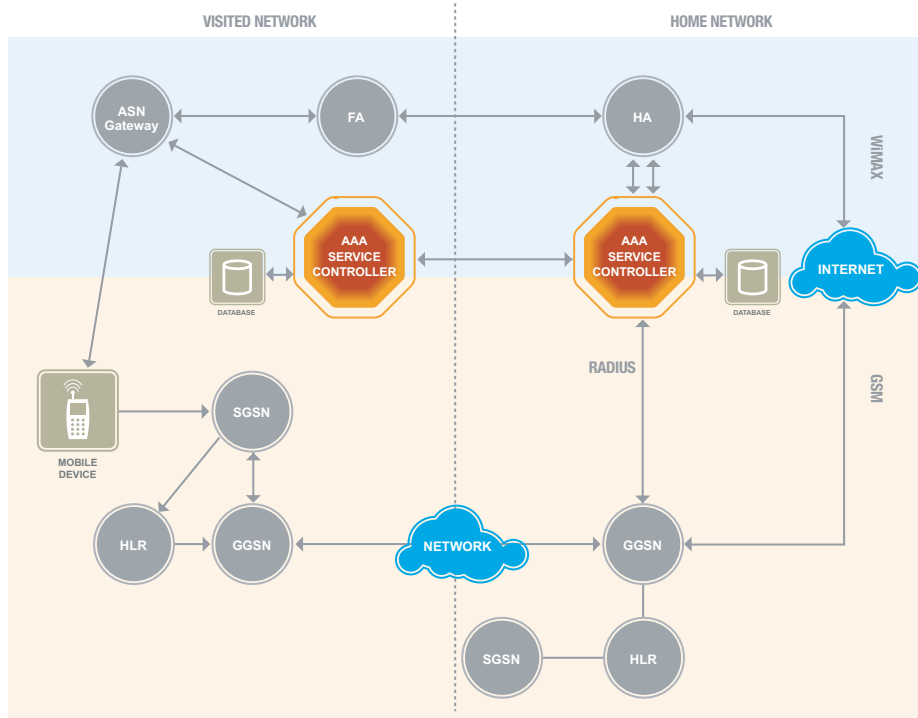 VISITED NETWORK
HOME NETWORK
ASN
Gateway
FA
HA
WiMAX
AAA
SERVICE
CONTROLLER
AAA
SERVICE
CONTROLLER
INTERNET
DATABASE
DATABASE
RADIUS
GSM
SGSN
MOBILE
DEVICE
HLR
GGSN
NETWORK
GGSN
SGSN
HLR